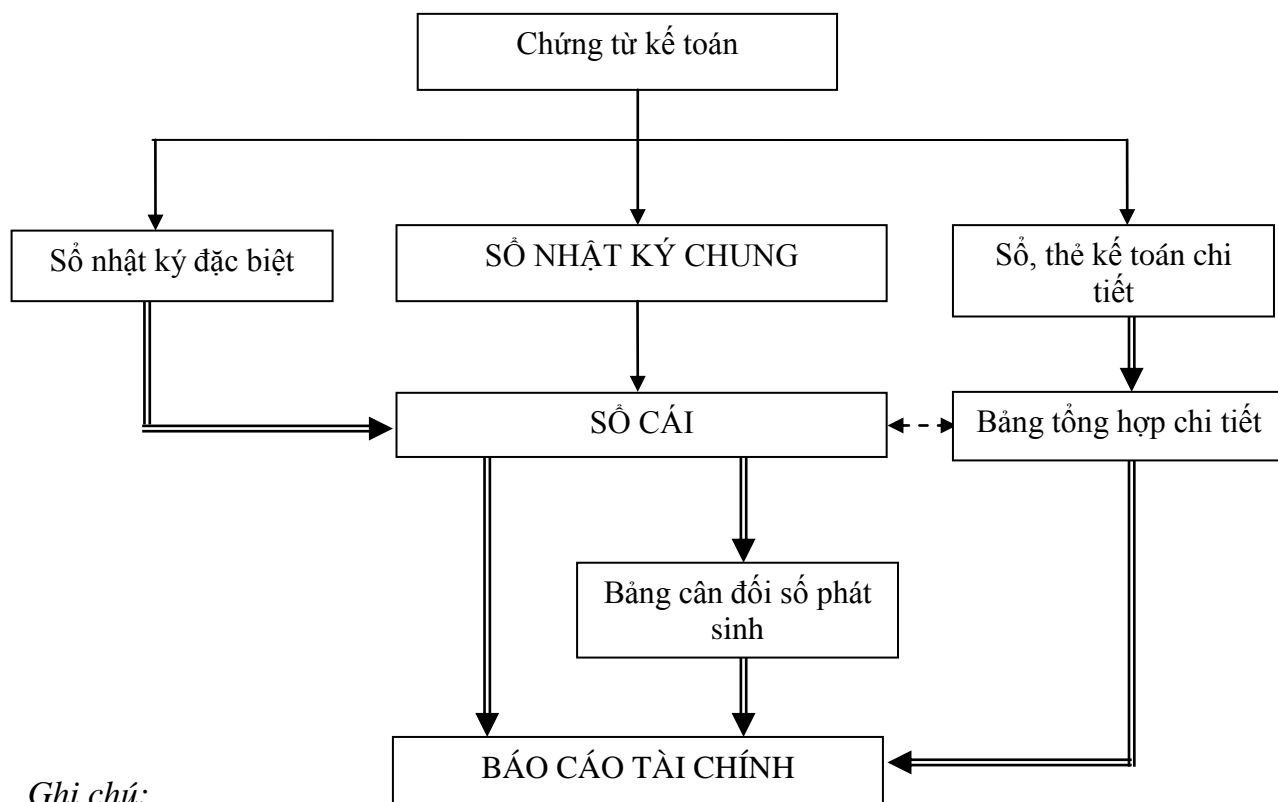 Chứng từ kế toán
Sổ nhật ký đặc biệt
SỔ NHẬT KÝ CHUNG
Sổ, thẻ kế toán chi
tiết
SỔ CÁI
Bảng tổng hợp chi tiết
Bảng cân đối số phát
sinh
BÁO CÁO TÀI CHÍNH
Ghi chú: